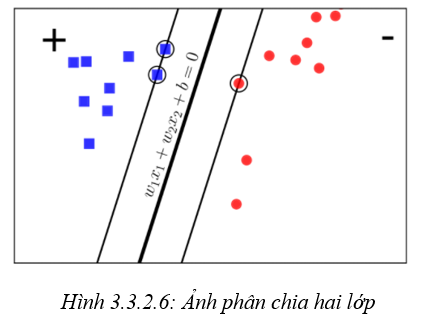 +
-
w₁x₁ + w₂x₂ + b = 0
Hình 3.3.2.6: Ảnh phân chia hai lớp